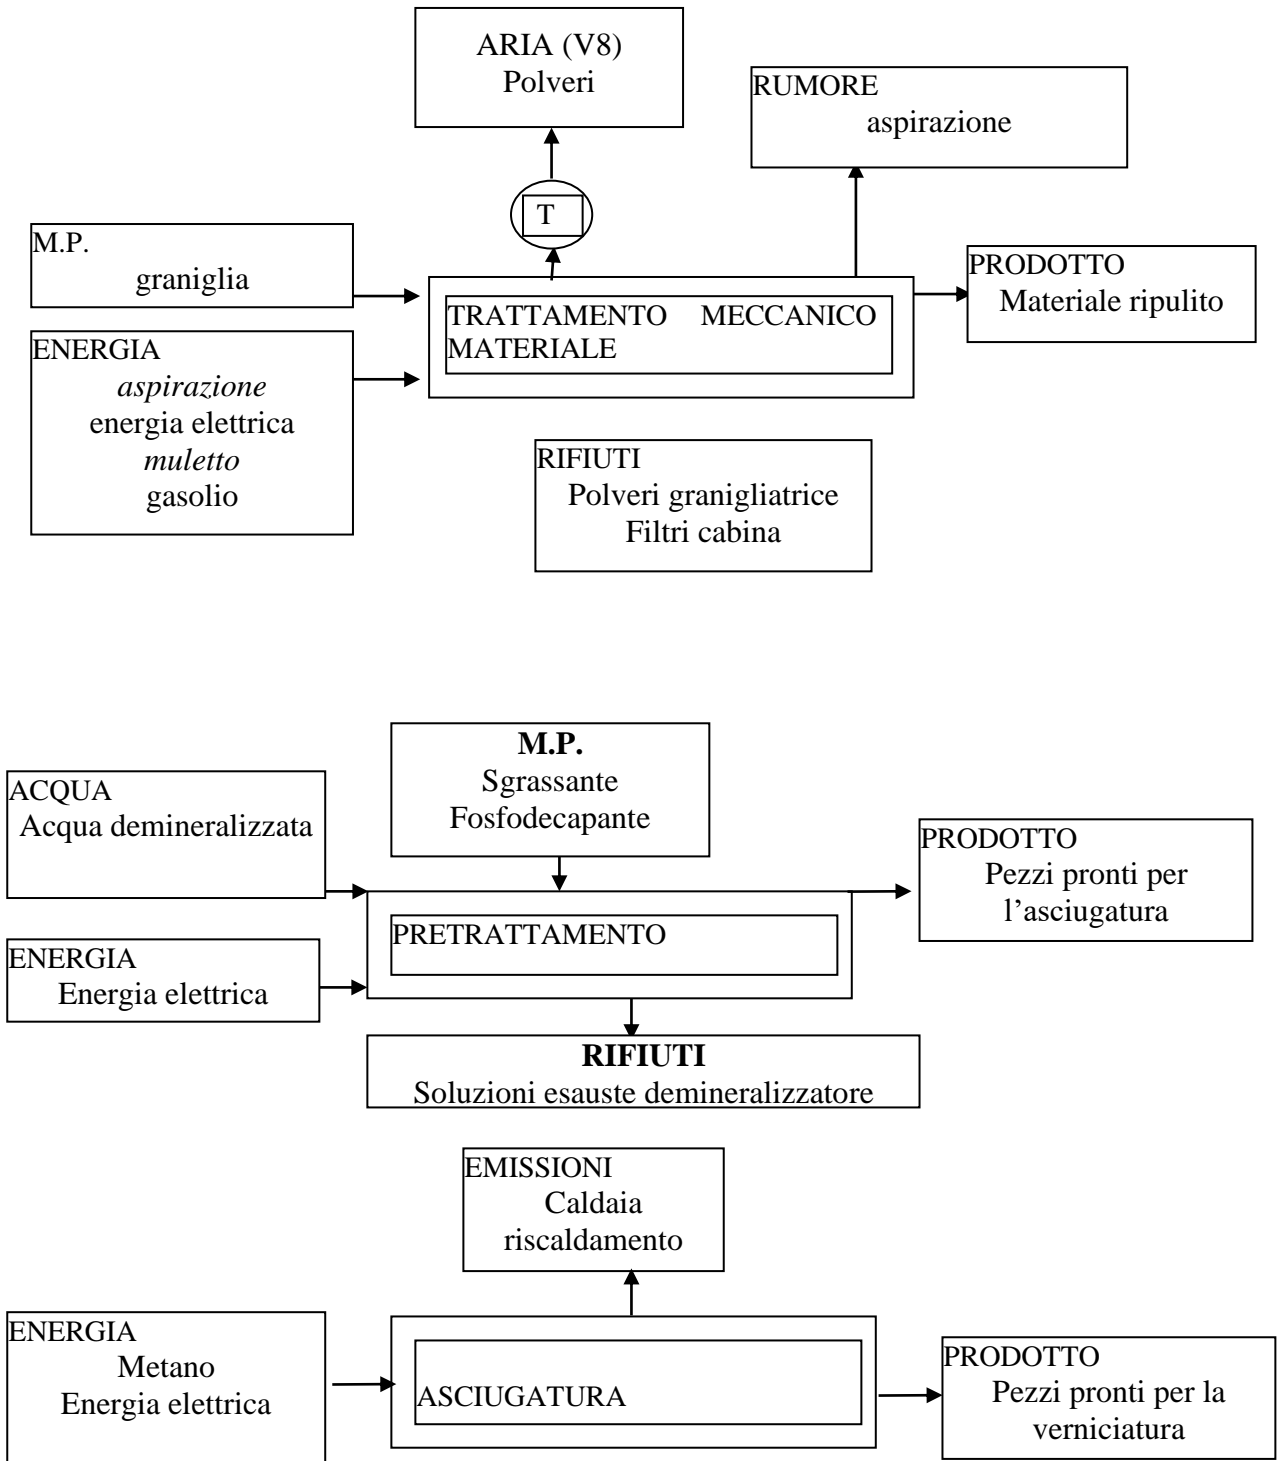 ARIA (V8)
Polveri
RUMORE
aspirazione
T
M.P.
graniglia
PRODOTTO
Materiale ripulito
TRATTAMENTO MECCANICO
MATERIALE
ENERGIA
aspirazione
energia elettrica
muletto
gasolio
RIFIUTI
Polveri granigliatrice
Filtri cabina
M.P.
Sgrassante
Fosfodecapante
ACQUA
Acqua demineralizzata
PRODOTTO
Pezzi pronti per
l’asciugatura
PRETRATTAMENTO
ENERGIA
Energia elettrica
RIFIUTI
Soluzioni esauste demineralizzatore
EMISSIONI
Caldaia
riscaldamento
ENERGIA
Metano
Energia elettrica
ASCIUGATURA
PRODOTTO
Pezzi pronti per la
verniciatura